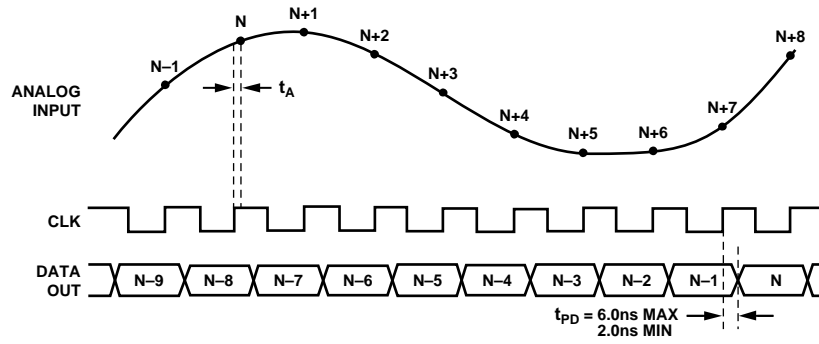 N+1
N
N+2
N+8
N–1
tA
ANALOG
INPUT
N+3
N+7
N+4
N+5
N+6
CLK
DATA
OUT
N–9
N–8
N–7
N–6
N–5
N–4
N–3
N–2
N–1
N
tPD = 6.0ns MAX
2.0ns MIN